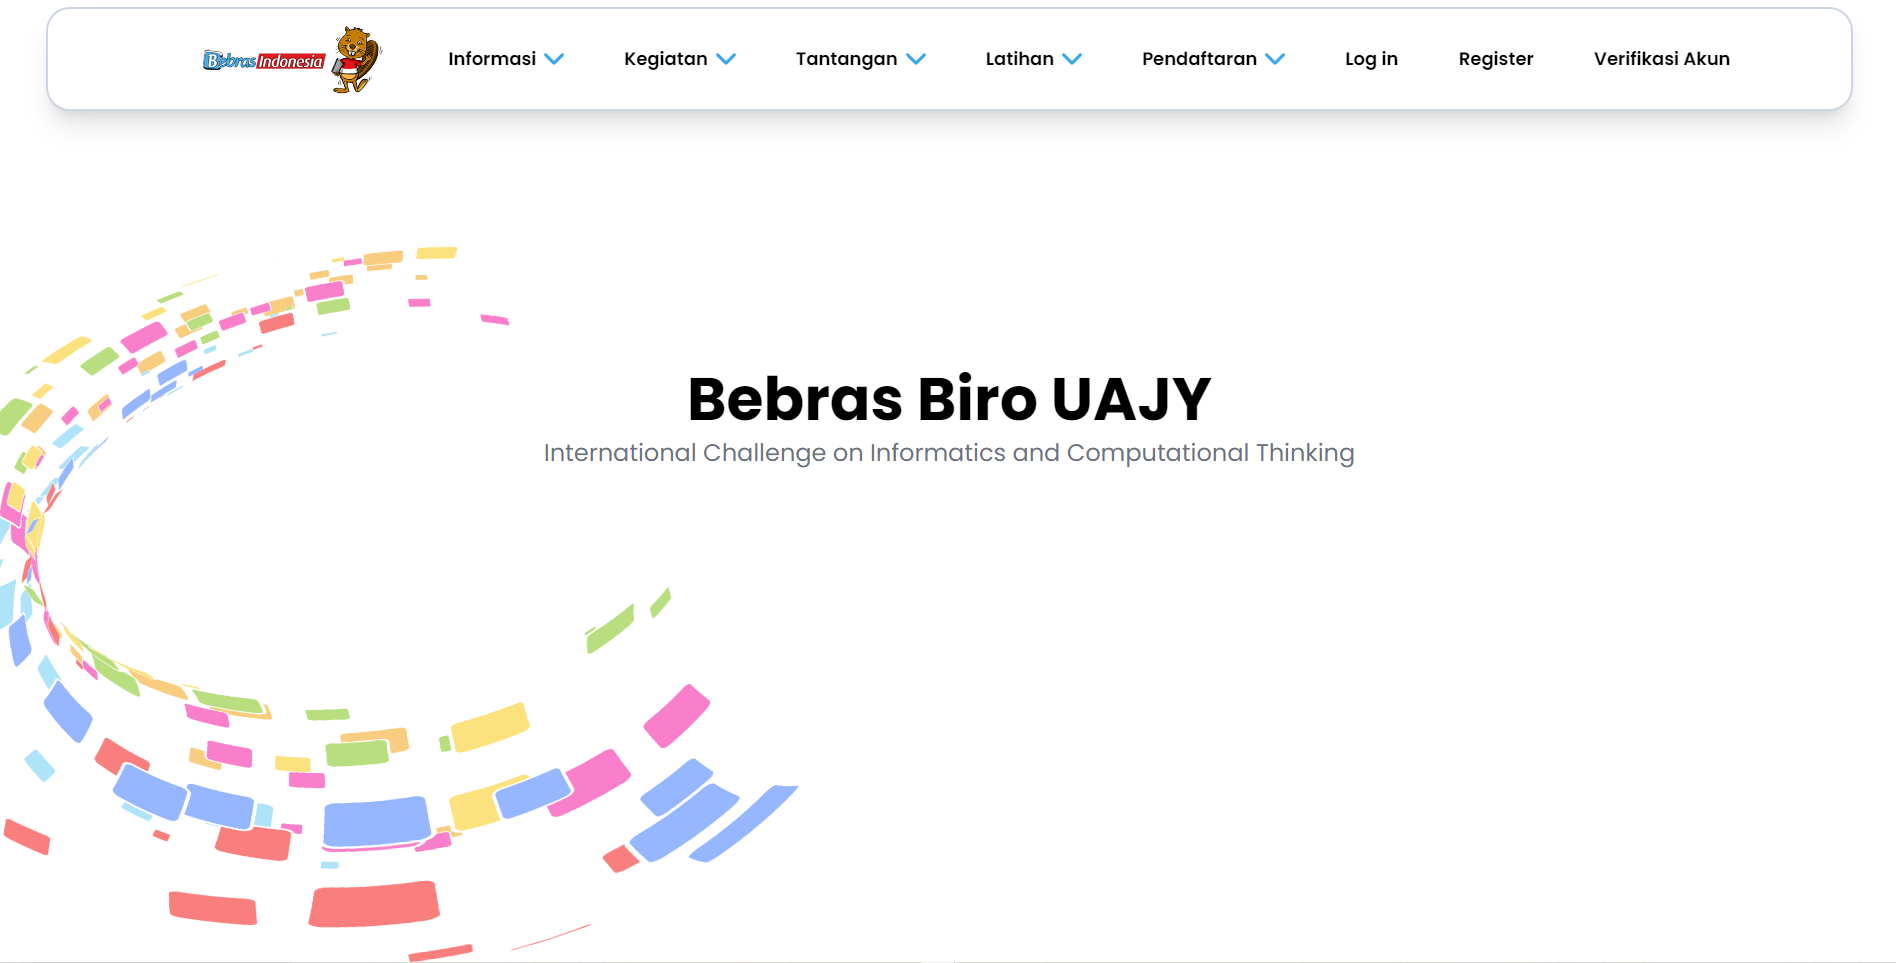 Bebras Indonesia
Informasi
Kegiatan
Tantangan
Latihan
Pendaftaran
Log in
Register
Verifikasi Akun
Bebras Biro UAJY
International Challenge on Informatics and Computational Thinking